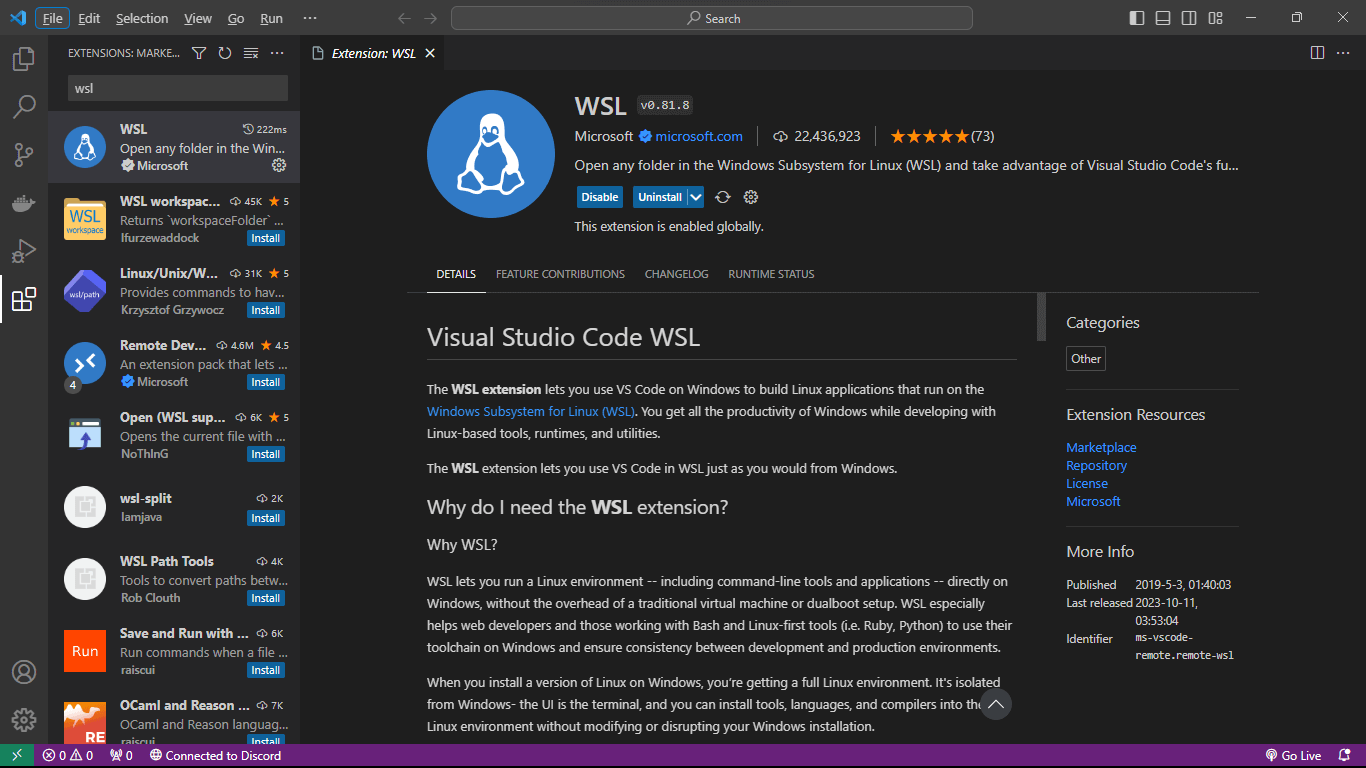 File Edit Selection View Go Run ···
Search
EXTENSIONS: MARKE...
wsl
WSL 222ms
Open any folder in the Win...
Microsoft
WSL workspac... 45K 5
Returns `workspaceFolder` ...
lfurzewaddock Install
WSL workspace
Linux/Unix/W... 31K 5
Provides commands to hav...
Krzysztof Grzywocz Install
wsl/path
Remote Dev... 4.6M 4.5
An extension pack that lets ...
Microsoft Install
4
Open (WSL sup... 6K 5
Opens the current file with ...
NoThInG Install
wsl-split 2K
Iamjava Install
WSL Path Tools 4K
Tools to convert paths betw...
Rob Clouth Install
Save and Run with ... 6K
Run commands when a file ...
raiscui Install
Run
OCaml and Reason ... 7K
OCaml and Reason languag...
raiscui Install
RE
Extension: WSL
WSL v0.81.8
Microsoft microsoft.com 22,436,923 (73)
Open any folder in the Windows Subsystem for Linux (WSL) and take advantage of Visual Studio Code's fu...
Disable Uninstall
This extension is enabled globally.
DETAILS FEATURE CONTRIBUTIONS CHANGELOG RUNTIME STATUS
Visual Studio Code WSL
The WSL extension lets you use VS Code on Windows to build Linux applications that run on the
Windows Subsystem for Linux (WSL). You get all the productivity of Windows while developing with
Linux-based tools, runtimes, and utilities.
The WSL extension lets you use VS Code in WSL just as you would from Windows.
Why do I need the WSL extension?
Why WSL?
WSL lets you run a Linux environment -- including command-line tools and applications -- directly on
Windows, without the overhead of a traditional virtual machine or dualboot setup. WSL especially
helps web developers and those working with Bash and Linux-first tools (i.e. Ruby, Python) to use their
toolchain on Windows and ensure consistency between development and production environments.
When you install a version of Linux on Windows, you're getting a full Linux environment. It's isolated
from Windows- the UI is the terminal, and you can install tools, languages, and compilers into the
Linux environment without modifying or disrupting your Windows installation.
Categories
Other
Extension Resources
Marketplace
Repository
License
Microsoft
More Info
Published 2019-5-3, 01:40:03
Last released 2023-10-11,
03:53:04
Identifier ms-vscode-
remote.remote-wsl
0 0 0 Connected to Discord Go Live